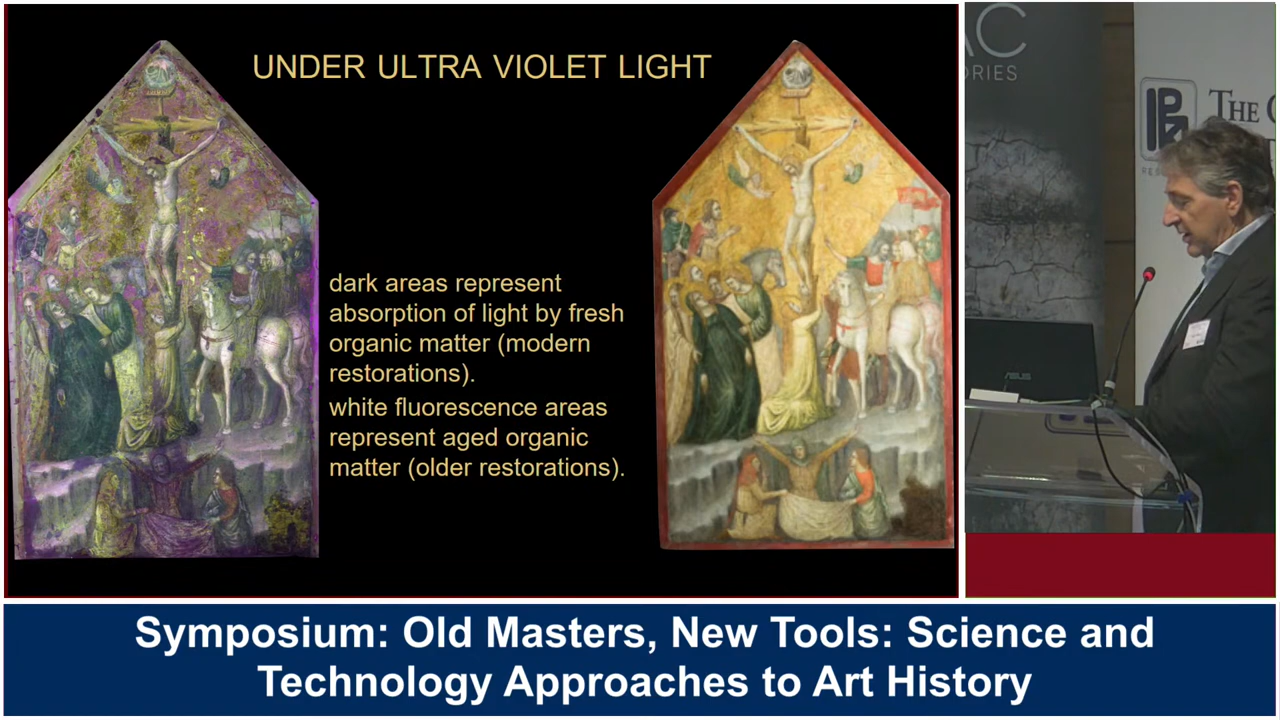 UNDER ULTRA VIOLET LIGHT
dark areas represent
absorption of light by fresh
organic matter (modern
restorations).
white fluorescence areas
represent aged organic
matter (older restorations).
THE
Symposium: Old Masters, New Tools: Science and
Technology Approaches to Art History